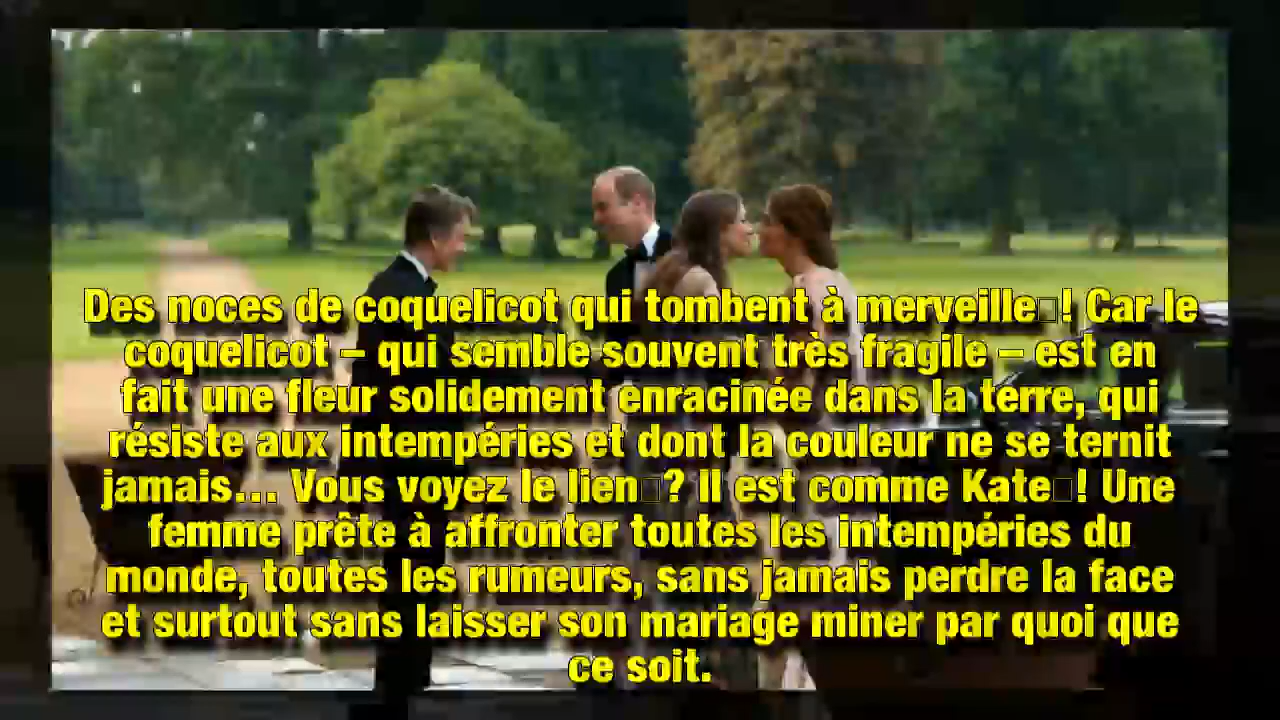 Des noces de coquelicot qui tombent à merveille□! Car le
coquelicot – qui semble souvent très fragile – est en
fait une fleur solidement enracinée dans la terre, qui
résiste aux intempéries et dont la couleur ne se ternit
jamais... Vous voyez le lien□? Il est comme Kate□! Une
femme prête à affronter toutes les intempéries du
monde, toutes les rumeurs, sans jamais perdre la face
et surtout sans laisser son mariage miner par quoi que
ce soit.